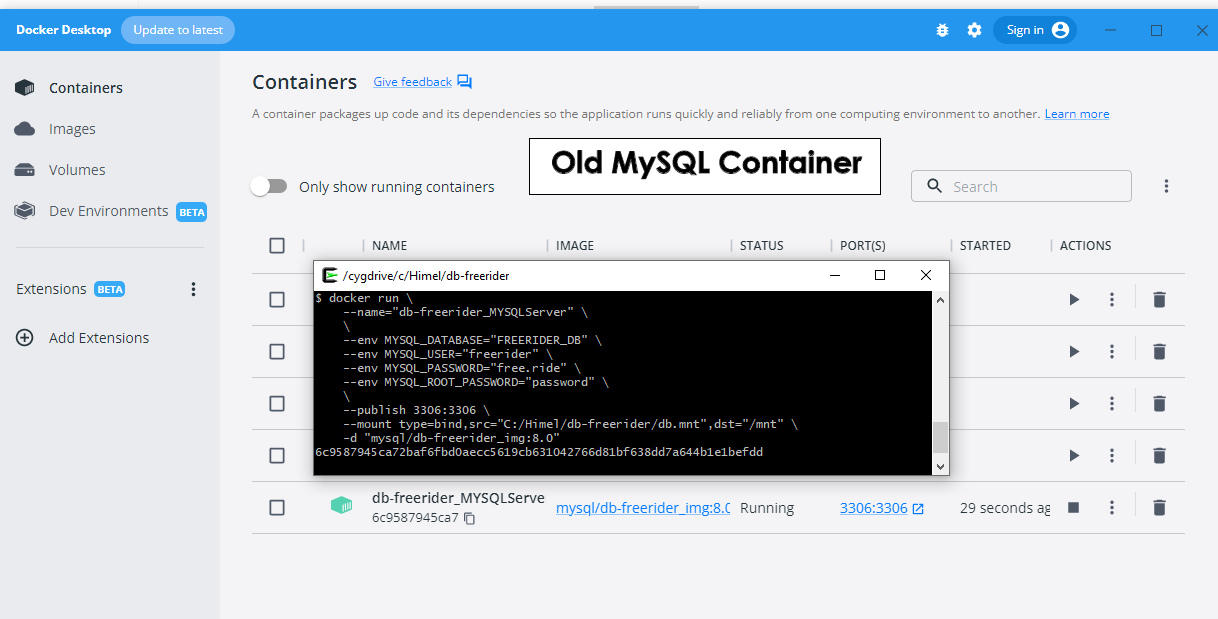 Docker Desktop Update to latest Sign in
Containers
Images
Volumes
Dev Environments BETA
Extensions BETA
Add Extensions
Containers Give feedback
A container packages up code and its dependencies so the application runs quickly and reliably from one computing environment to another. Learn more
Old MySQL Container
Only show running containers
Search
NAME IMAGE STATUS PORT(S) STARTED ACTIONS
/cygdrive/c/Himel/db-freerider
$ docker run \
--name="db-freerider_MYSQLServer" \
\
--env MYSQL_DATABASE="FREERIDER_DB" \
--env MYSQL_USER="freerider" \
--env MYSQL_PASSWORD="free.ride" \
--env MYSQL_ROOT_PASSWORD="password" \
\
--publish 3306:3306 \
--mount type=bind,src="C:/Himel/db-freerider/db.mnt",dst="/mnt" \
-d "mysql/db-freerider_img:8.0"
6c9587945ca72baf6fbd0aecc5619cb631042766d81bf638dd7a644b1e1befdd
db-freerider_MYSQLServe
6c9587945ca7
mysql/db-freerider_img:8.0 Running 3306:3306 29 seconds ag